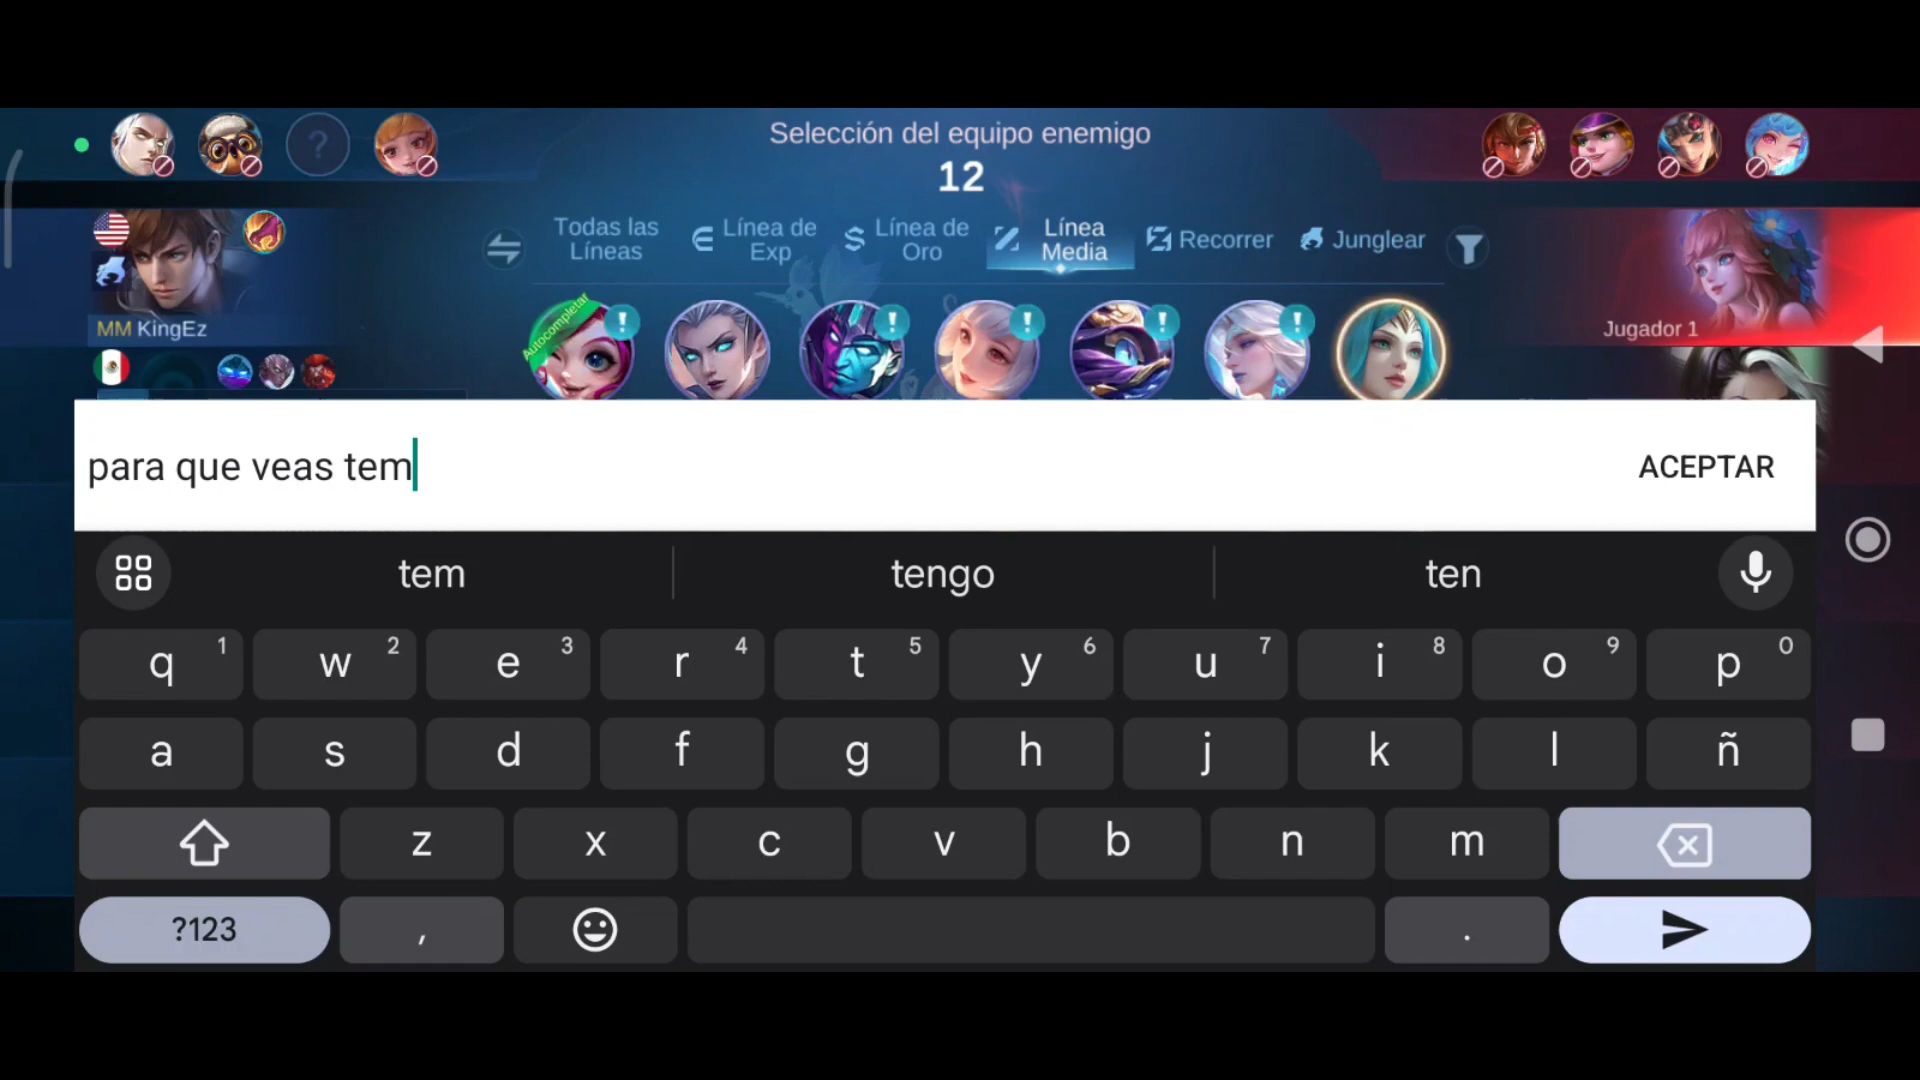 Selección del equipo enemigo
12
Todas las Líneas
Línea de Exp
Línea de Oro
Línea Media
Recorrer
Junglear
MM KingEz
Jugador 1
Autocompletar
! ! ! ! !
?
para que veas tem
ACEPTAR
tem tengo ten
q 1 w 2 e 3 r 4 t 5 y 6 u 7 i 8 o 9 p 0
a s d f g h j k l ñ
z x c v b n m
?123 , .